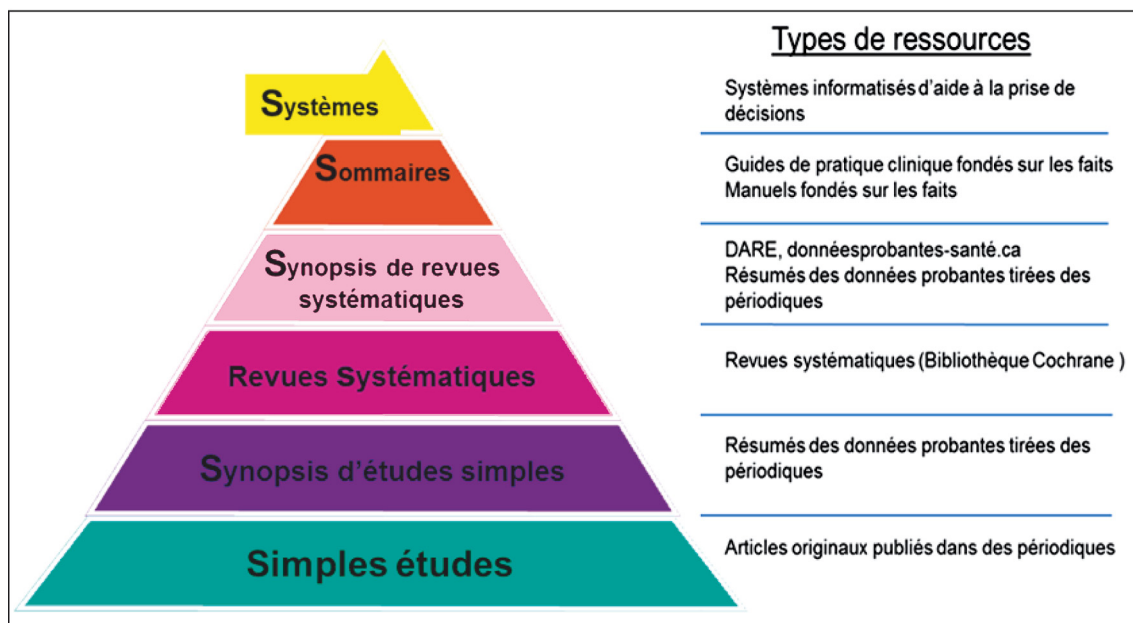 Types de ressources
Systèmes
Systèmes informatisés d'aide à la prise de
décisions
Sommaires
Guides de pratique clinique fondés sur les faits
Manuels fondés sur les faits
Synopsis de revues
systématiques
DARE, donnéesprobantes-santé.ca
Résumés des données probantes tirées des
périodiques
Revues systématiques
Revues systématiques (Bibliothèque Cochrane )
Synopsis d'études simples
Résumés des données probantes tirées des
périodiques
Simples études
Articles originaux publiés dans des périodiques